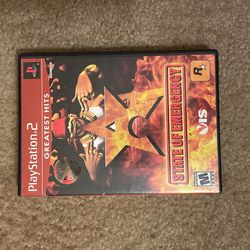 PlayStation 2
GREATEST HITS
STATE OF EMERGENCY
R
VIS
M